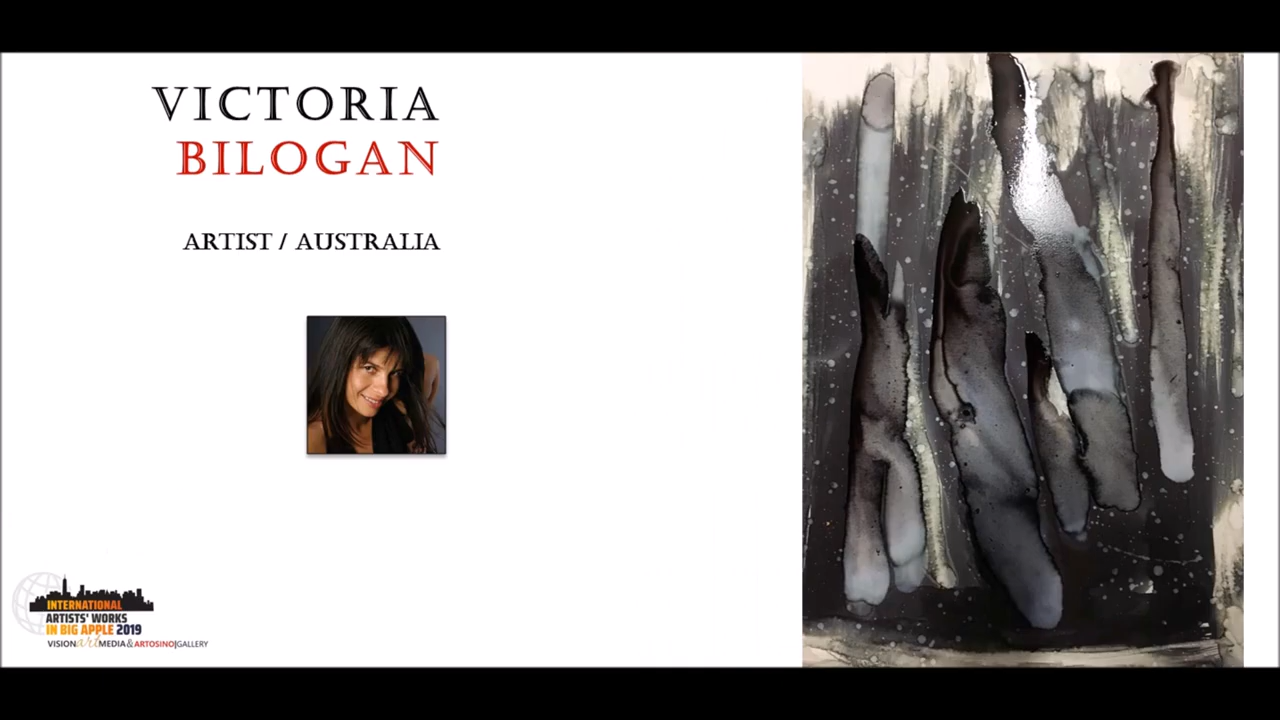 VICTORIA
BILOGAN
ARTIST / AUSTRALIA
INTERNATIONAL
ARTISTS' WORKS
IN BIG APPLE 2019
VISION art MEDIA & ARTOSINO|GALLERY